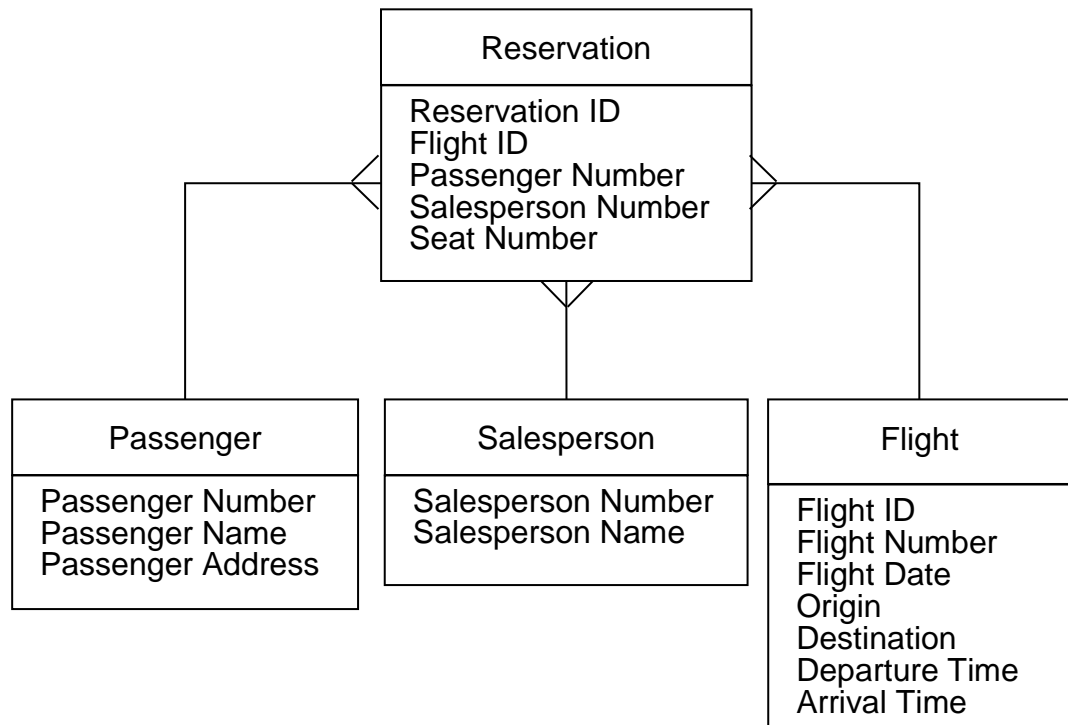 Reservation
Reservation ID
Flight ID
Passenger Number
Salesperson Number
Seat Number
Passenger
Passenger Number
Passenger Name
Passenger Address
Salesperson
Salesperson Number
Salesperson Name
Flight
Flight ID
Flight Number
Flight Date
Origin
Destination
Departure Time
Arrival Time